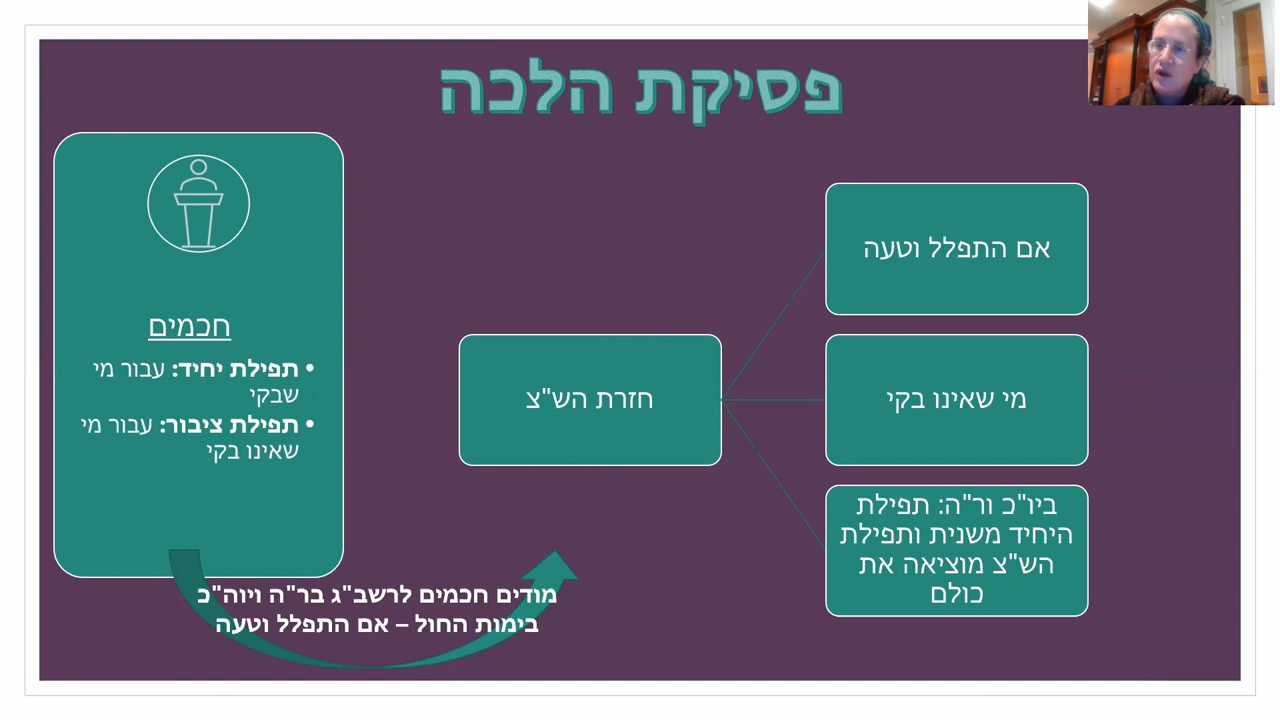 פסיקת הלכה
אם התפלל וטעה
חזרת הש"צ
מי שאינו בקי
ביו"כ ור"ה: תפילת
היחיד משנית ותפילת
הש"צ מוציאה את
כולם
חכמים
• תפילת יחיד: עבור מי
שבקי
• תפילת ציבור: עבור מי
שאינו בקי
מודים חכמים לרשב"ג בר"ה ויוה"כ
בימות החול – אם התפלל וטעה